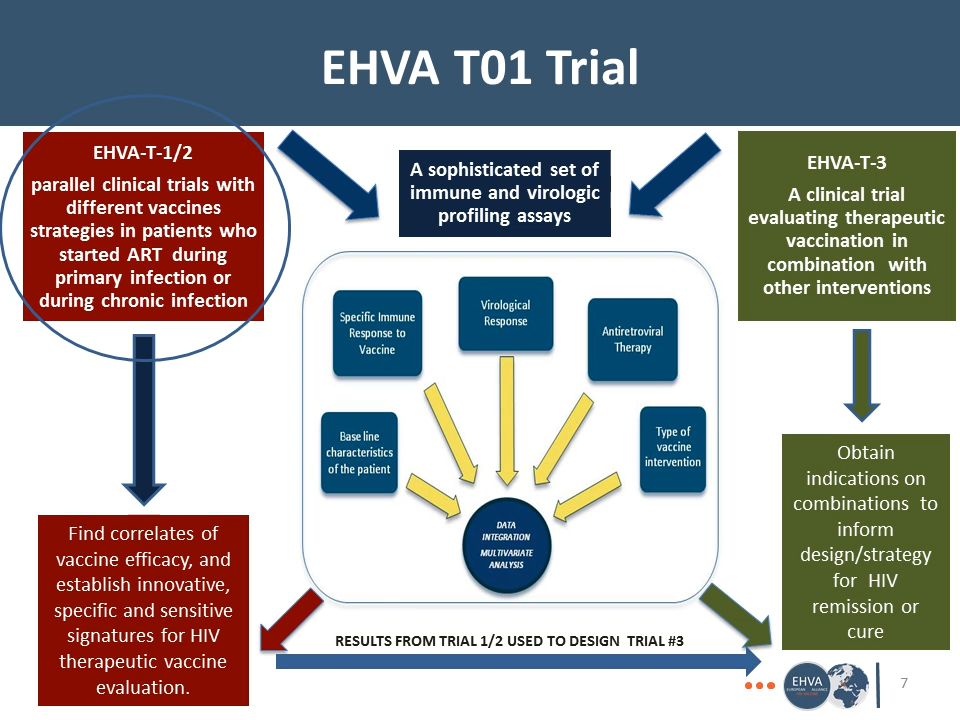 EHVA T01 Trial
EHVA-T-1/2
parallel clinical trials with
different vaccines
strategies in patients who
started ART during
primary infection or
during chronic infection
A sophisticated set of
immune and virologic
profiling assays
EHVA-T-3
A clinical trial
evaluating therapeutic
vaccination in
combination with
other interventions
Specific Immune
Response to
Vaccine
Virological
Response
Antiretroviral
Therapy
Base line
characteristics
of the patient
Type of
vaccine
intervention
DATA
INTEGRATION
MULTIVARIATE
ANALYSIS
Find correlates of
vaccine efficacy, and
establish innovative,
specific and sensitive
signatures for HIV
therapeutic vaccine
evaluation.
Obtain
indications on
combinations to
inform
design/strategy
for HIV
remission or
cure
RESULTS FROM TRIAL 1/2 USED TO DESIGN TRIAL #3
EHVA
EUROPEAN ALLIANCE
7